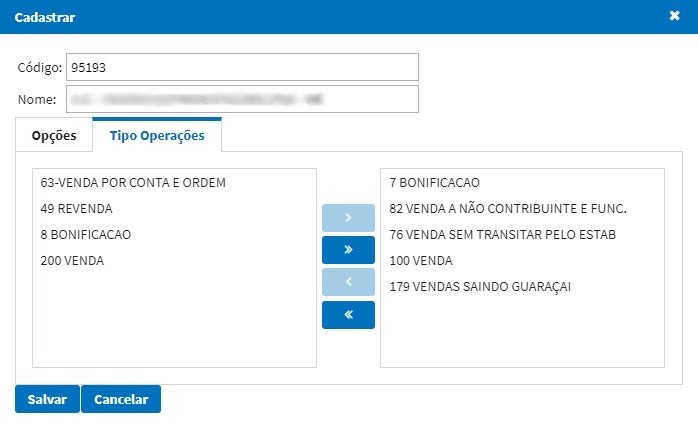 Cadastrar
Código: 95193
Nome:
Opções Tipo Operações
63-VENDA POR CONTA E ORDEM
49 REVENDA
8 BONIFICACAO
200 VENDA
7 BONIFICACAO
82 VENDA A NÃO CONTRIBUINTE E FUNC.
76 VENDA SEM TRANSITAR PELO ESTAB
100 VENDA
179 VENDAS SAINDO GUARAÇAI
Salvar Cancelar